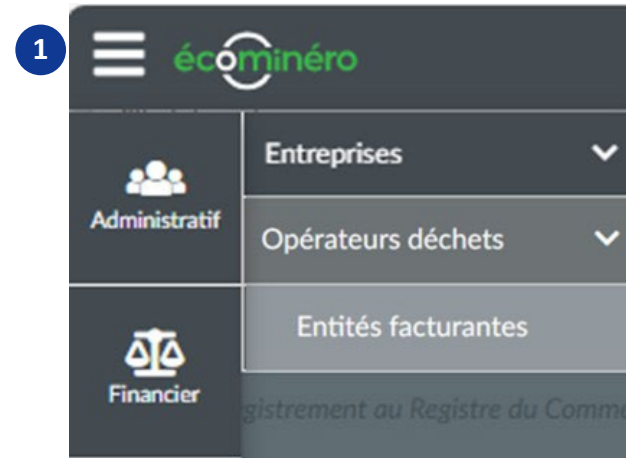 1
écominéro
Entreprises
Administratif
Opérateurs déchets
Entités facturantes
Financier
gistrement au Registre du Comme